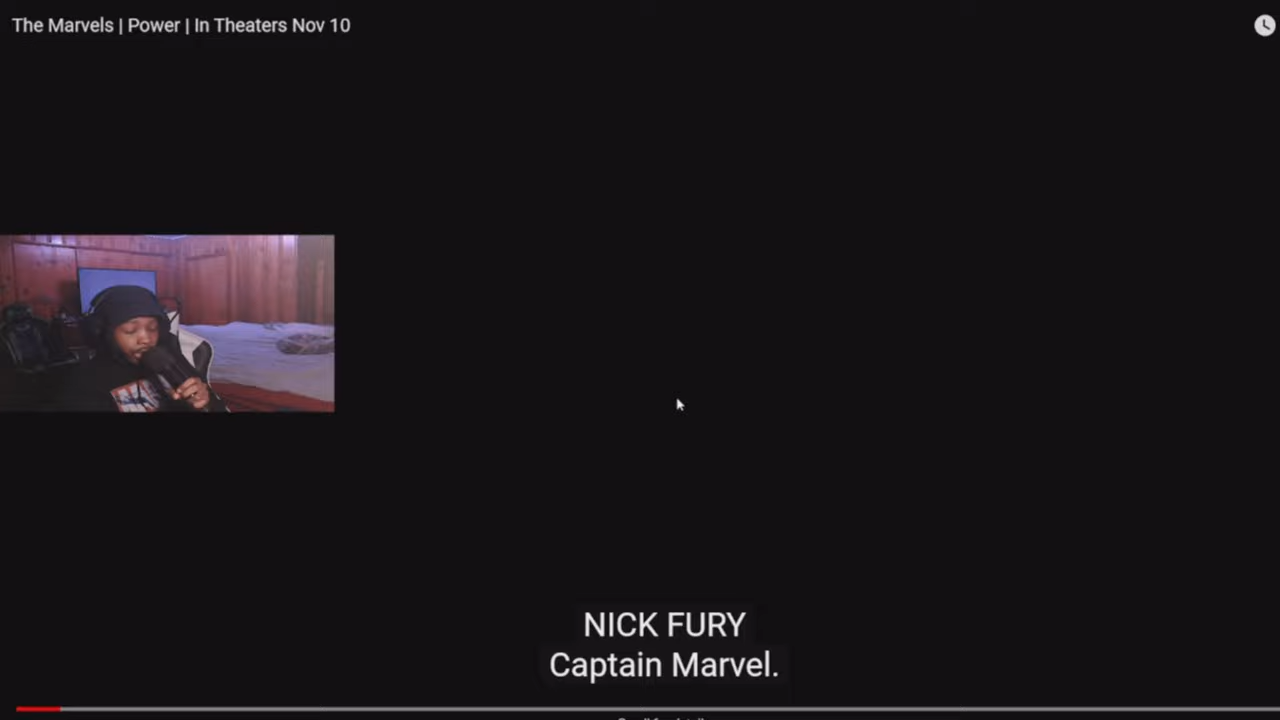 The Marvels | Power | In Theaters Nov 10
NICK FURY
Captain Marvel.